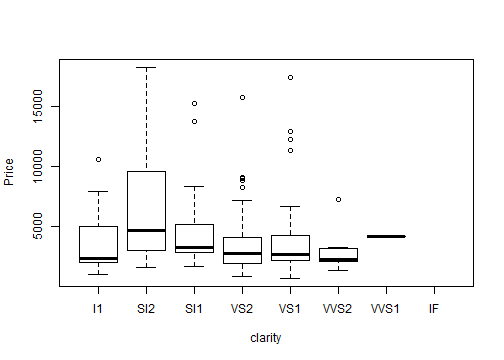 Price
15000
10000
5000
I1 SI2 SI1 VS2 VS1 VVS2 VVS1 IF
clarity